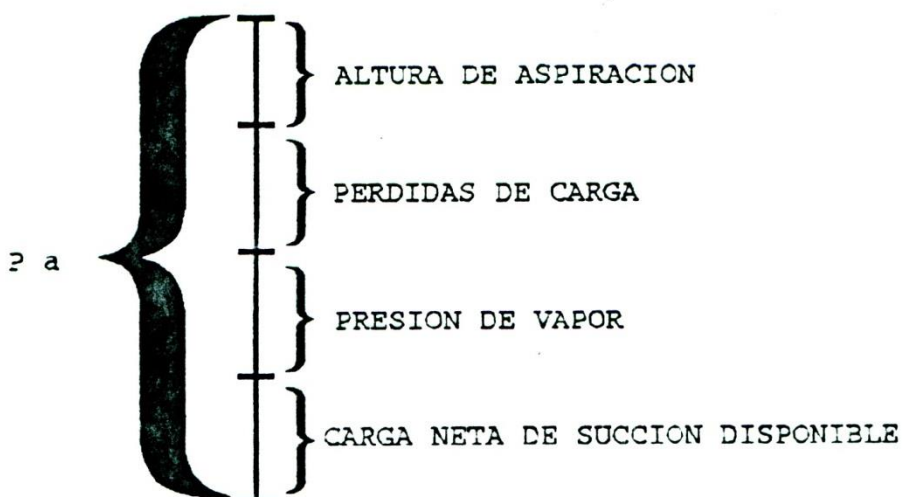 ALTURA DE ASPIRACION
PERDIDAS DE CARGA
P a
PRESION DE VAPOR
CARGA NETA DE SUCCION DISPONIBLE